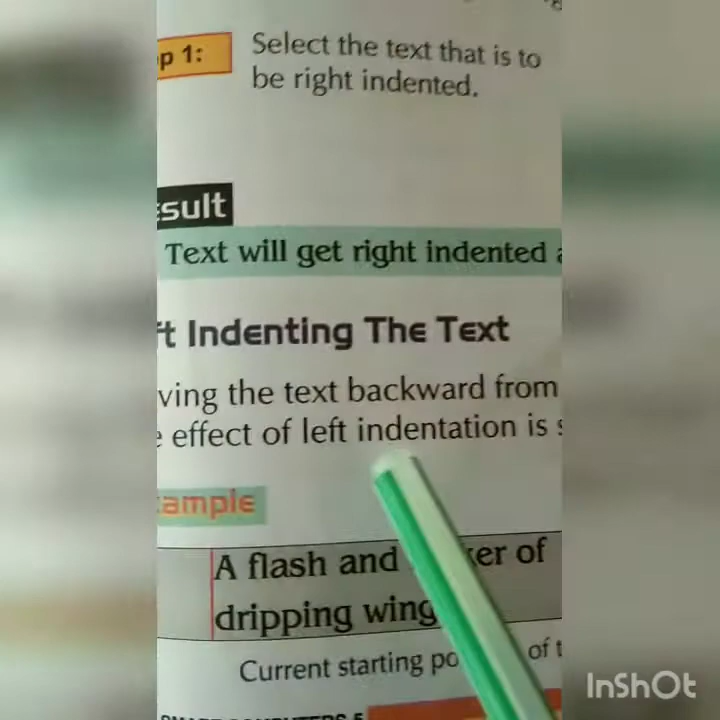 p 1:
Select the text that is to
be right indented.
sult
Text will get right indented
t Indenting The Text
ving the text backward from
effect of left indentation is
ample
A flash and of
dripping wing
Current starting of
InShOt